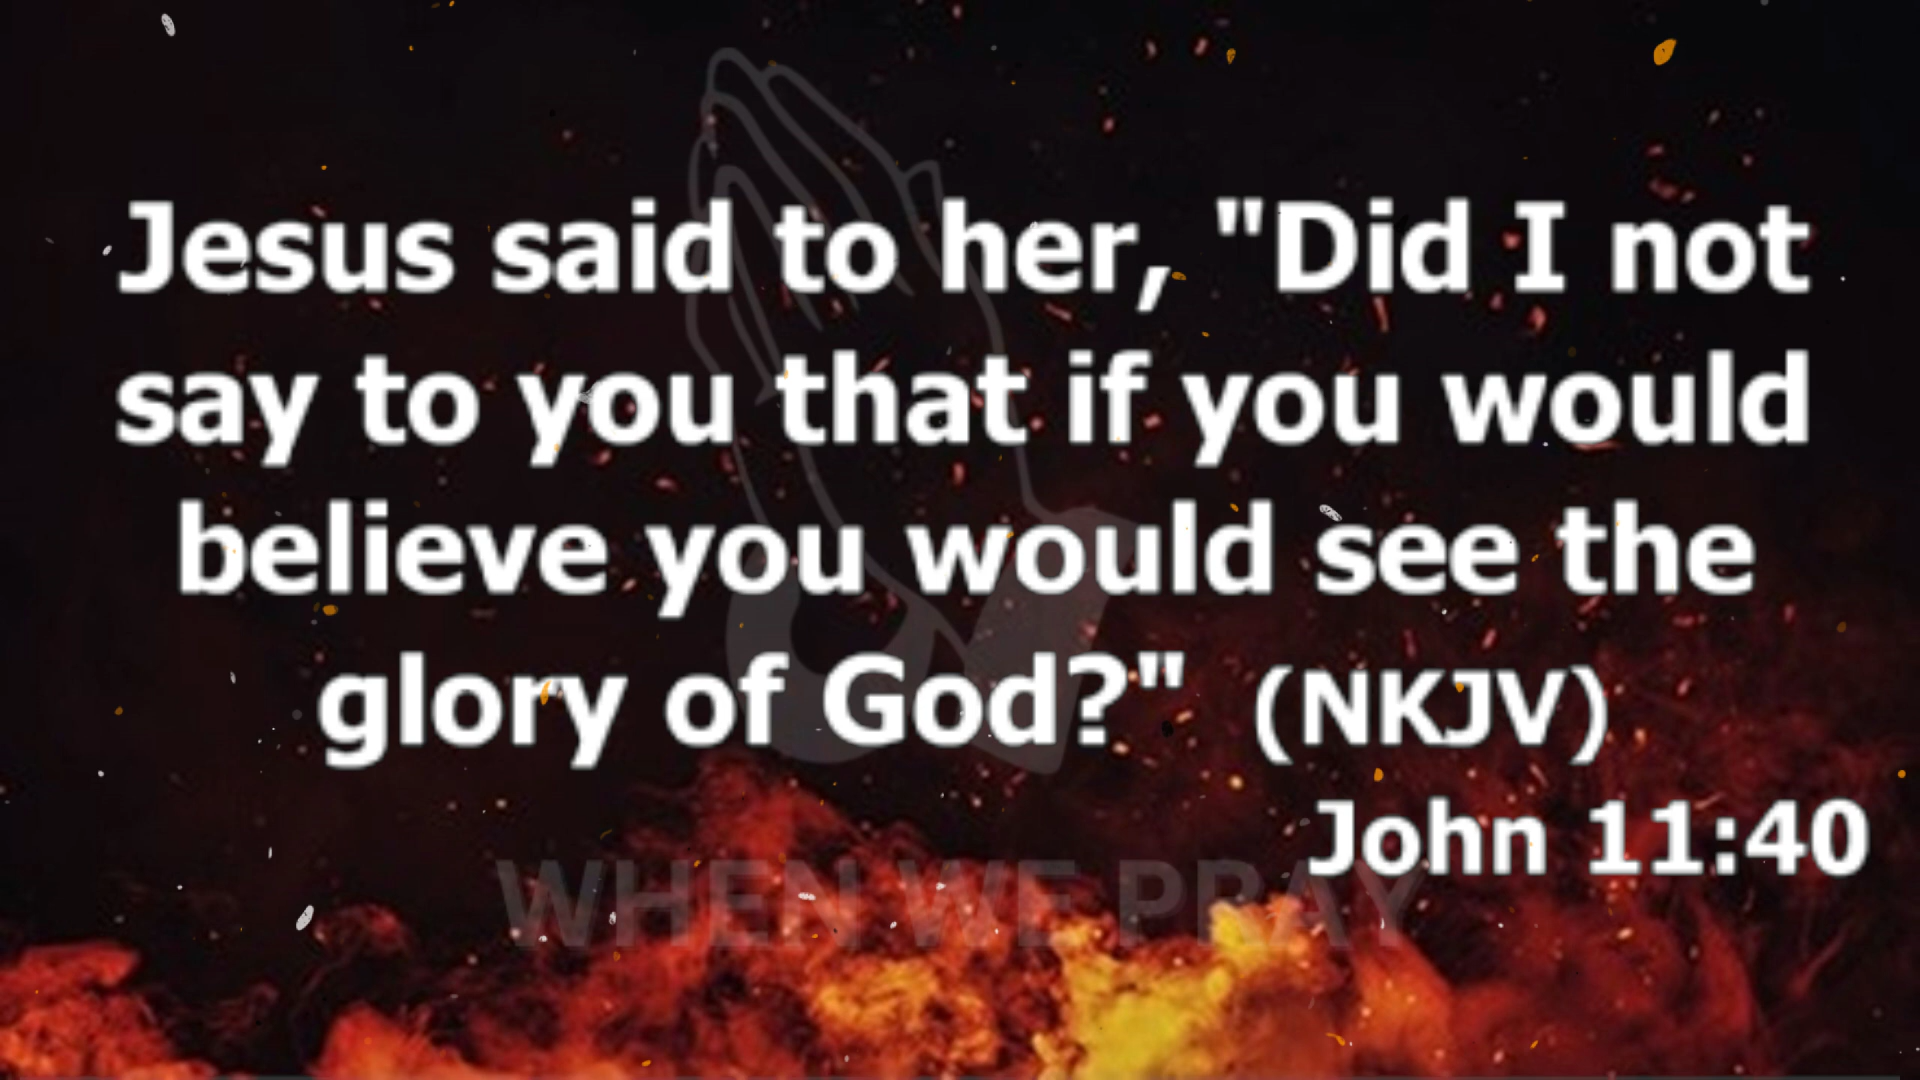 Jesus said to her, "Did I not
say to you that if you would
believe you would see the
glory of God?" (NKJV)
John 11:40
WHEN WE PRAY